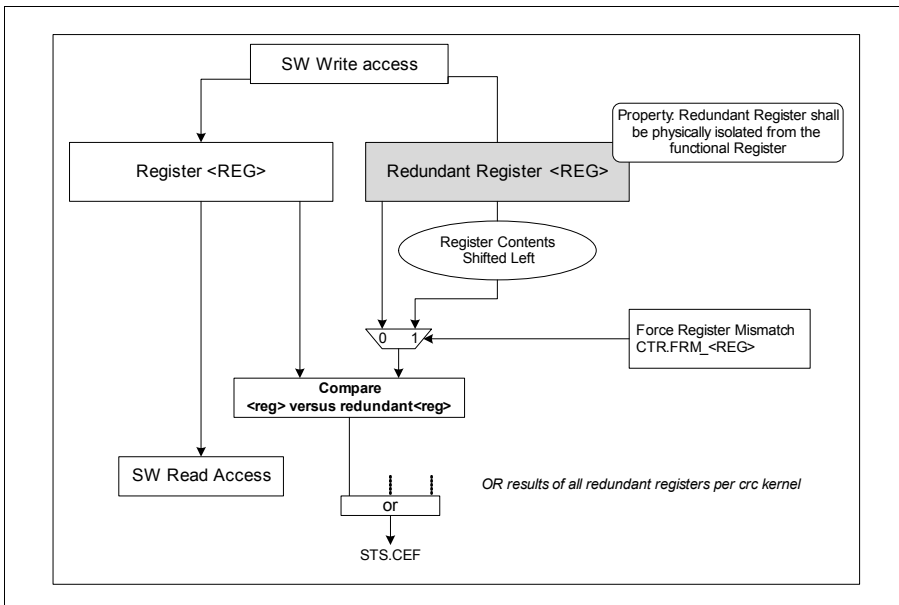 SW Write access
Property: Redundant Register shall
be physically isolated from the
functional Register
Register <REG>
Redundant Register <REG>
Register Contents
Shifted Left
0 1
Force Register Mismatch
CTR.FRM_<REG>
Compare
<reg> versus redundant<reg>
SW Read Access
OR results of all redundant registers per crc kernel
or
STS.CEF